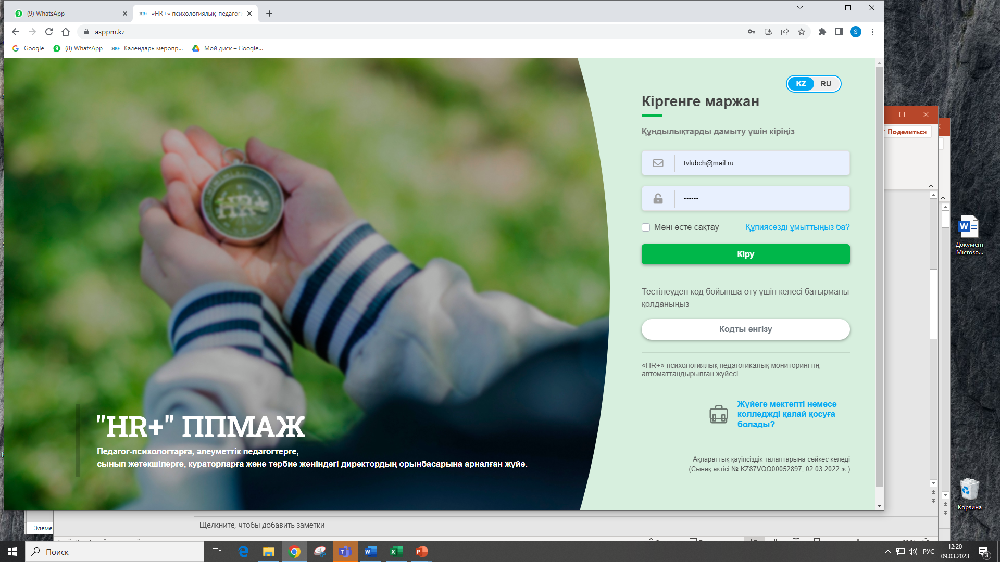 (9) WhatsApp
HR+ «HR+» психологиялық-педагог
asppm.kz
S
Google
(8) WhatsApp
HR+ Календарь меропр...
Мой диск – Google...
KZ RU
Кіргенге маржан
Құндылықтарды дамыту үшін кіріңіз
tvlubch@mail.ru
••••••
Мені есте сақтау
Құпиясөзді ұмыттыңыз ба?
Кіру
Тестілеуден код бойынша өту үшін келесі батырманы
қолданыңыз
Кодты енгізу
«HR+» психологиялық педагогикалық мониторингтің
автоматтандырылған жүйесі
Жүйеге мектепті немесе
колледжді қалай қосуға
болады?
Ақпараттық қауіпсіздік талаптарына сәйкес келеді
(Сынақ актісі № KZ87VQQ00052897, 02.03.2022 ж.)
HR+
"HR+" ППМАЖ
Педагог-психологтарға, әлеуметтік педагогтерге,
сынып жетекшілерге, кураторларға және тәрбие жөніндегі директордың орынбасарына арналған жүйе.
Поделиться
Документ
Microso...
Корзина
Щелкните, чтобы добавить заметки
Элемен
Поиск
РУС
12:20
09.03.2023
3